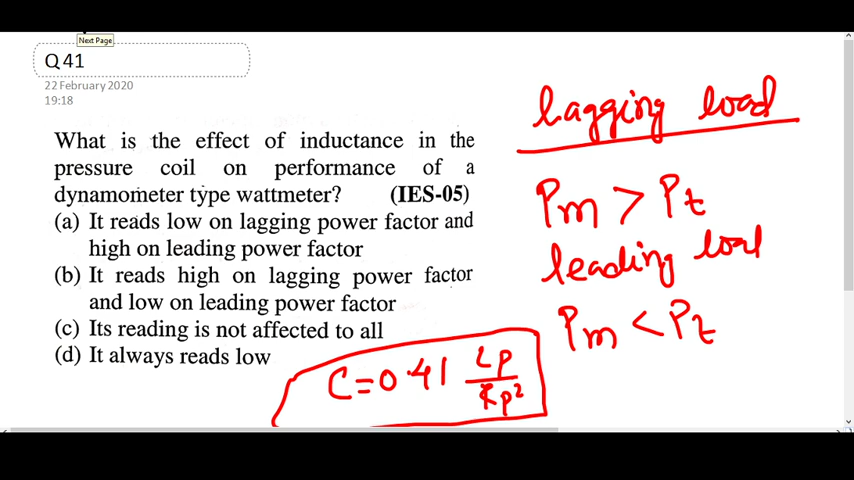 Next Page
Q 41
22 February 2020
19:18
What is the effect of inductance in the
pressure coil on performance of a
dynamometer type wattmeter? (IES-05)
(a) It reads low on lagging power factor and
high on leading power factor
(b) It reads high on lagging power factor
and low on leading power factor
(c) Its reading is not affected to all
(d) It always reads low
lagging load
Pm > Pt
leading load
Pm < Pt
C = 0.41 Lp
Rp²